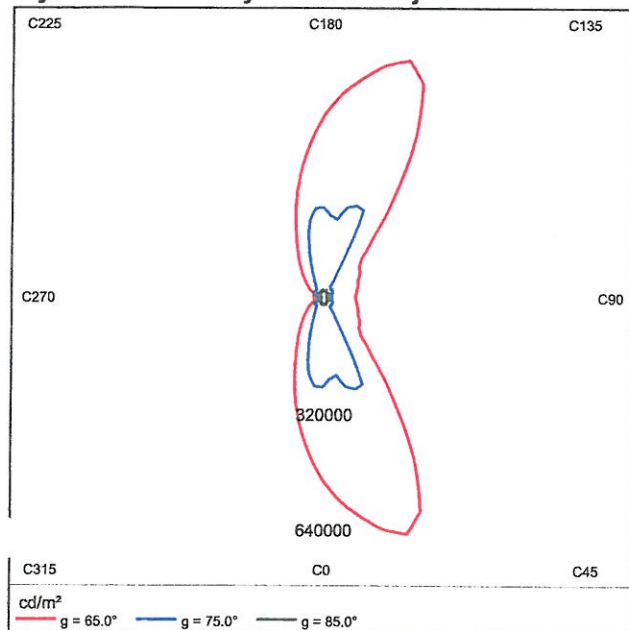 C225 C180 C135
C270 C90
320000
640000
C315 C0 C45
cd/m²
g = 65.0° g = 75.0° g = 85.0°